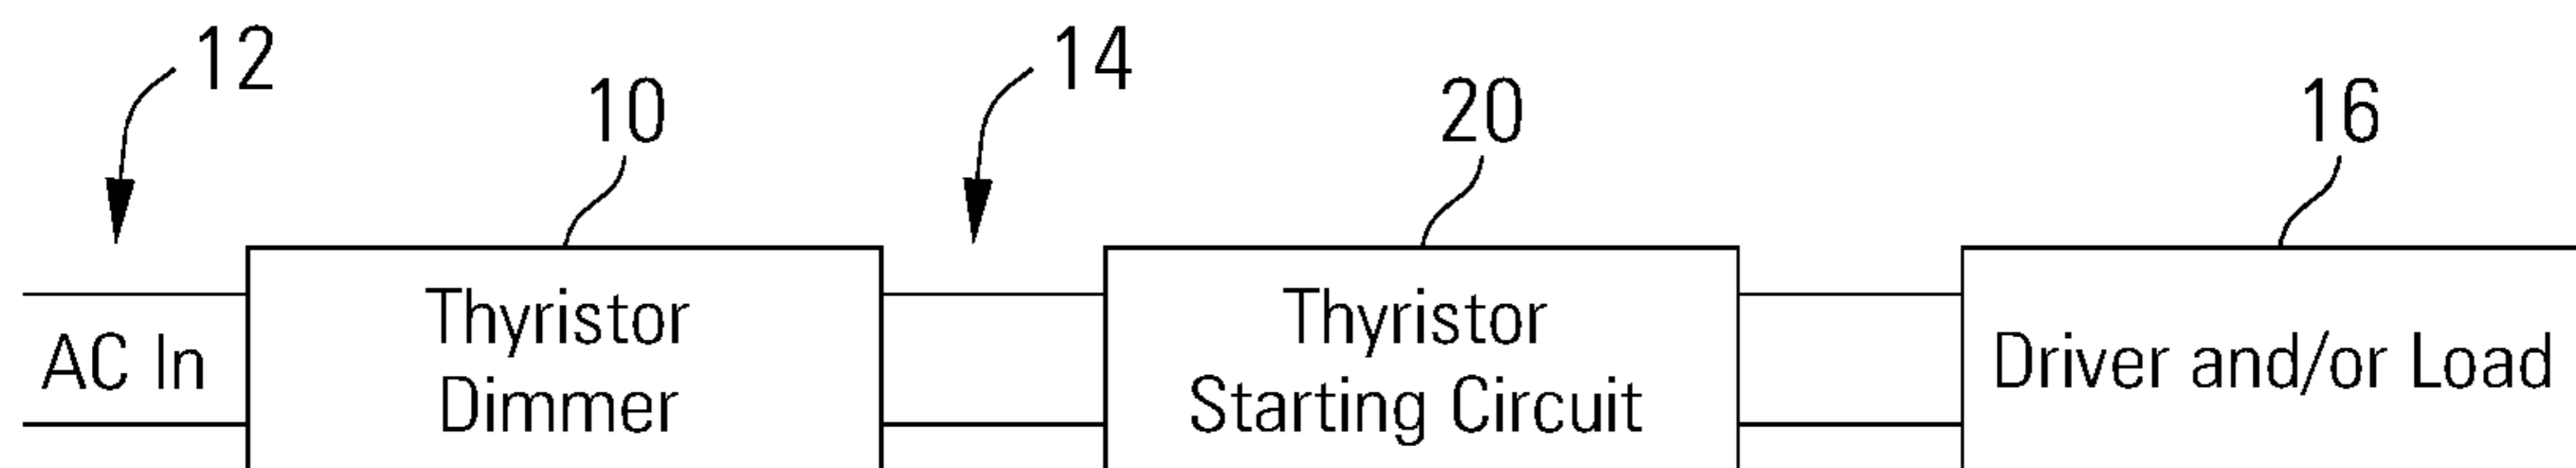 12
14
10
20
16
AC In
Thyristor
Dimmer
Thyristor
Starting Circuit
Driver and/or Load